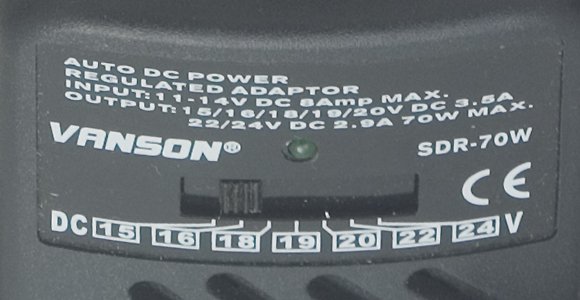 AUTO DC POWER
REGULATED ADAPTOR
INPUT:11-14V DC 8Amp MAX.
OUTPUT:15/16/18/19/20V DC 3.5A
22/24V DC 2.9A 70W MAX.
VANSON® SDR-70W
CE
DC 15 16 18 19 20 22 24 V